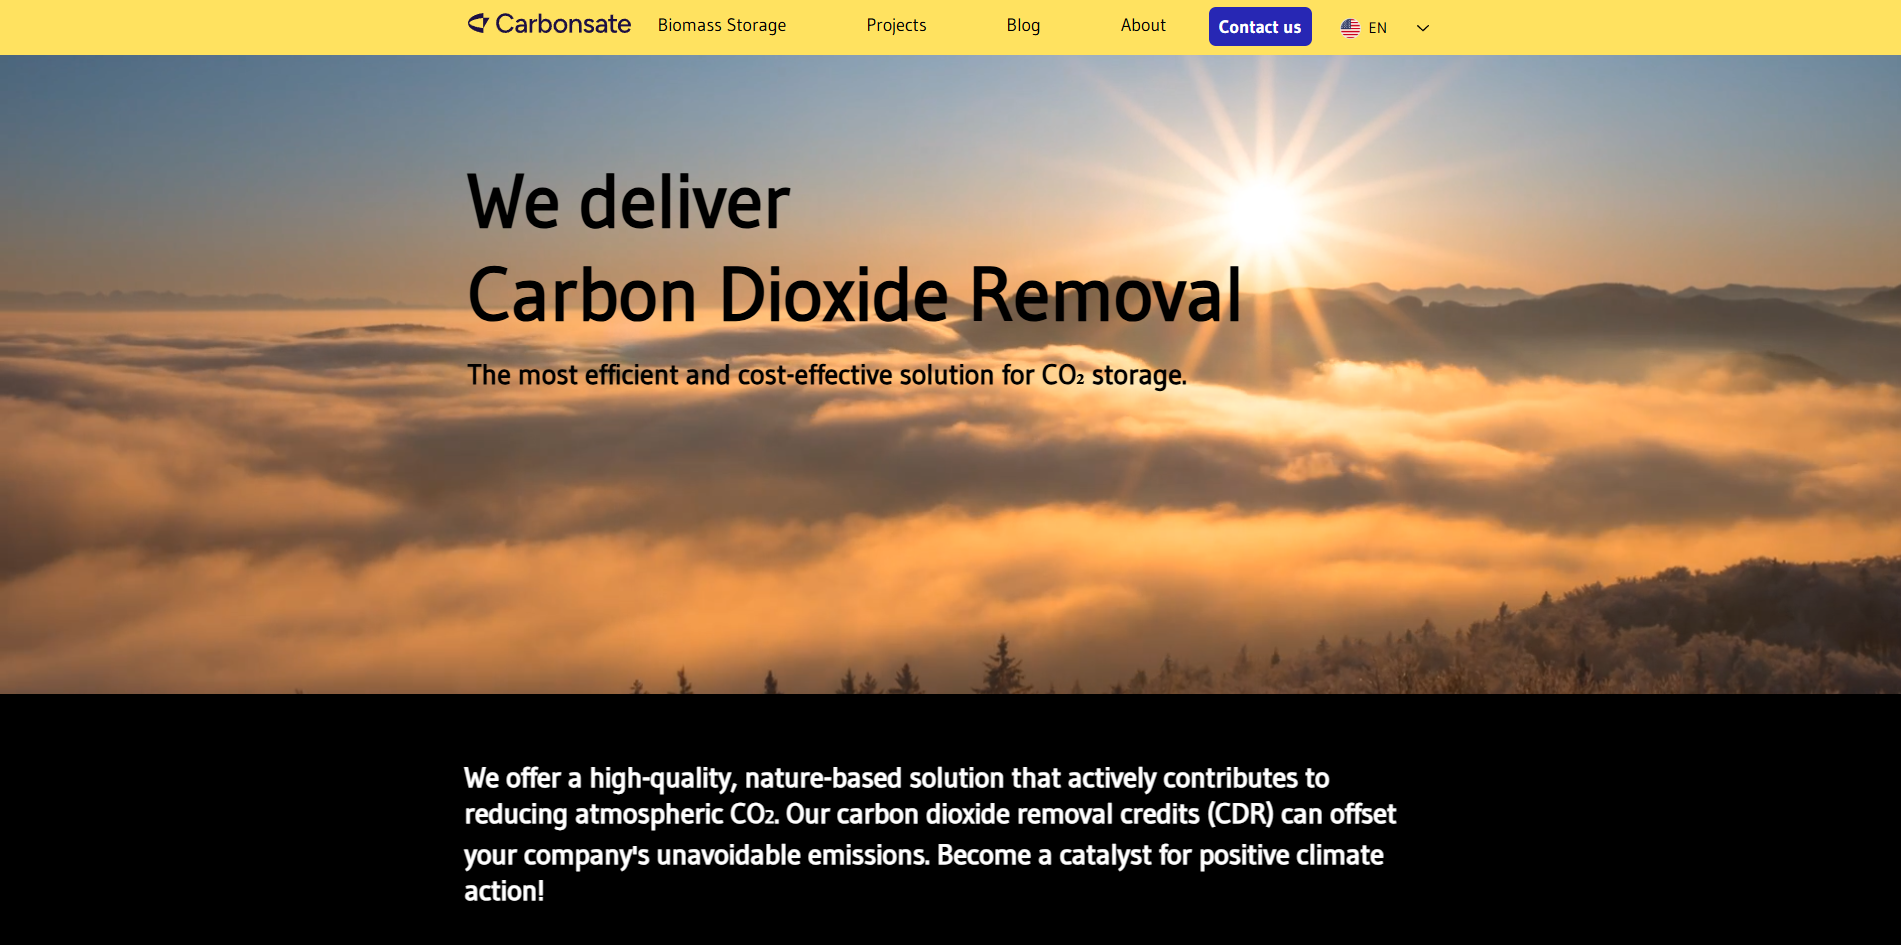 Carbonsate
Biomass Storage
Projects
Blog
About
Contact us
EN
We deliver
Carbon Dioxide Removal
The most efficient and cost-effective solution for CO₂ storage.
We offer a high-quality, nature-based solution that actively contributes to
reducing atmospheric CO₂. Our carbon dioxide removal credits (CDR) can offset
your company's unavoidable emissions. Become a catalyst for positive climate
action!